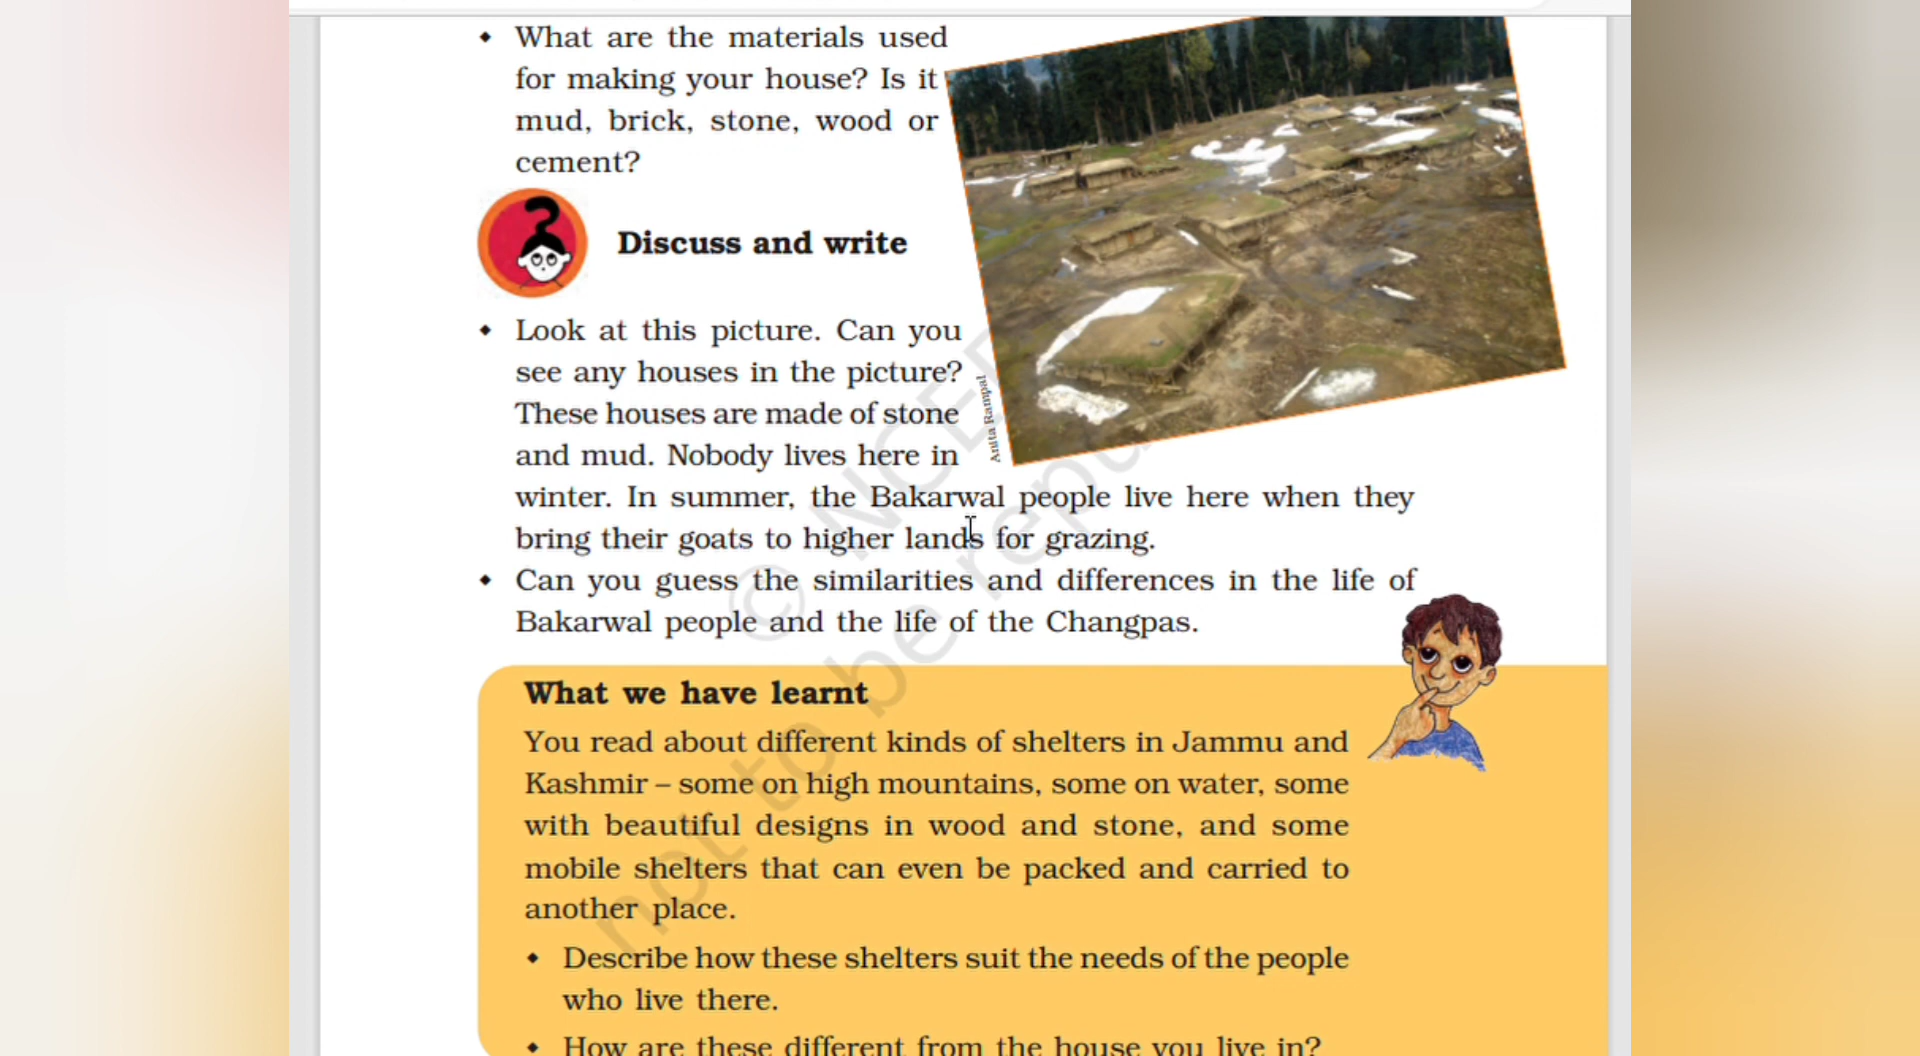 What are the materials used
for making your house? Is it
mud, brick, stone, wood or
cement?
Discuss and write
Look at this picture. Can you
see any houses in the picture?
These houses are made of stone
and mud. Nobody lives here in
winter. In summer, the Bakarwal people live here when they
bring their goats to higher lands for grazing.
Anita Rampal
Can you guess the similarities and differences in the life of
Bakarwal people and the life of the Changpas.
What we have learnt
You read about different kinds of shelters in Jammu and
Kashmir – some on high mountains, some on water, some
with beautiful designs in wood and stone, and some
mobile shelters that can even be packed and carried to
another place.
Describe how these shelters suit the needs of the people
who live there.
How are these different from the house you live in?
© NCE
not to be repu